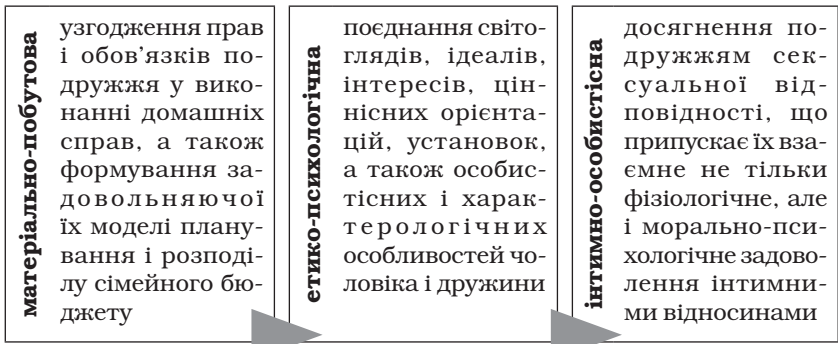 матеріально-побутова
узгодження прав
і обов’язків по-
дружжя у вико-
нанні домашніх
справ, а також
формування за-
довольняючої
їх моделі плану-
вання і розподі-
лу сімейного бю-
джету
етико-психологічна
поєднання світо-
глядів, ідеалів,
інтересів, цін-
нісних орієнта-
цій, установок,
а також особис-
тісних і харак-
терологічних
особливостей чо-
ловіка і дружини
інтимно-особистісна
досягнення по-
дружжям сек-
суальної від-
повідності, що
припускає їх вза-
ємне не тільки
фізіологічне, але
і морально-пси-
хологічне задово-
лення інтимни-
ми відносинами